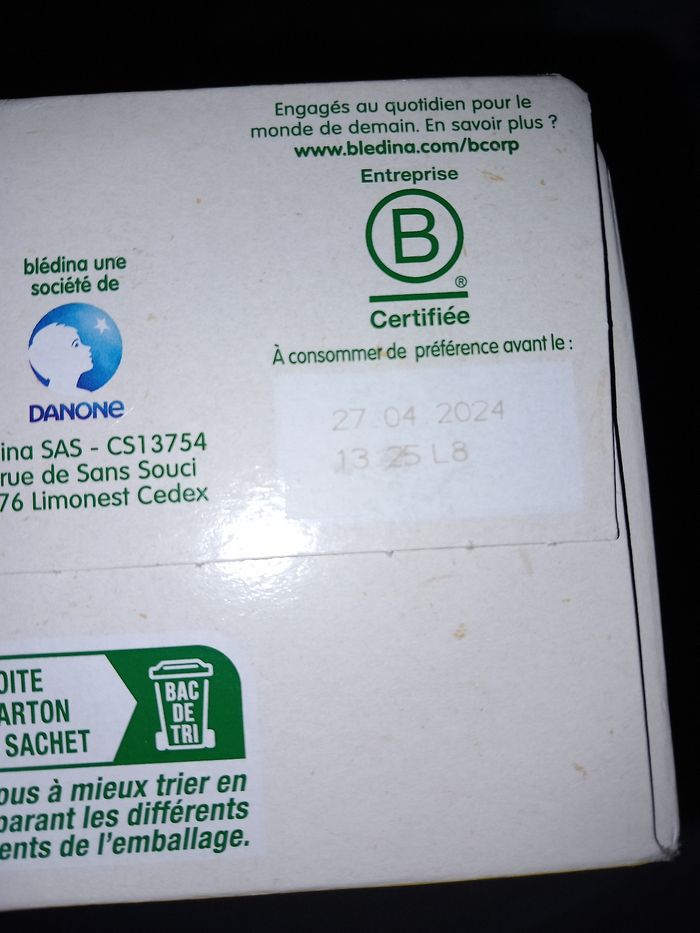 Engagés au quotidien pour le
monde de demain. En savoir plus ?
www.bledina.com/bcorp
Entreprise
B
®
Certifiée
blédina une
société de
DANONE
ina SAS - CS13754
rue de Sans Souci
76 Limonest Cedex
À consommer de préférence avant le :
27 04 2024
13 25 L8
OITE
ARTON
SACHET
BAC
DE
TRI
ous à mieux trier en
parant les différents
ents de l'emballage.